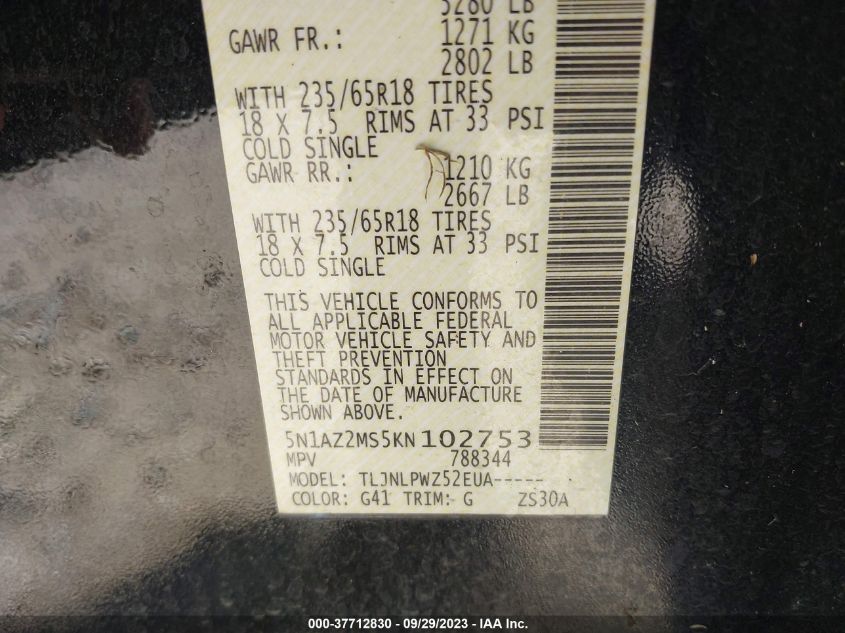 5280 LB
GAWR FR.: 1271 KG
2802 LB
WITH 235/65R18 TIRES
18 X 7.5 RIMS AT 33 PSI
COLD SINGLE
GAWR RR.: 1210 KG
2667 LB
WITH 235/65R18 TIRES
18 X 7.5 RIMS AT 33 PSI
COLD SINGLE
THIS VEHICLE CONFORMS TO
ALL APPLICABLE FEDERAL
MOTOR VEHICLE SAFETY AND
THEFT PREVENTION
STANDARDS IN EFFECT ON
THE DATE OF MANUFACTURE
SHOWN ABOVE.
5N1AZ2MS5KN102753
MPV 788344
MODEL: TLJNLPWZ52EUA-----
COLOR: G41 TRIM: G ZS30A
000-37712830 - 09/29/2023 - Copyright © IAA, Inc.